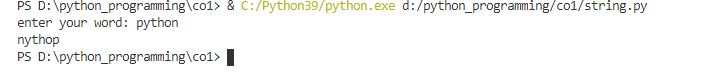 PS D:\python_programming\co1> & C:/Python39/python.exe d:/python_programming/co1/string.py
enter your word: python
nythop
PS D:\python_programming\co1>